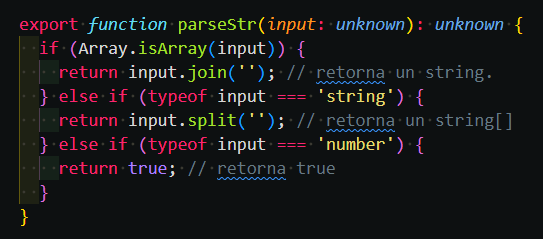 export function parseStr(input: unknown): unknown {
  if (Array.isArray(input)) {
    return input.join(''); // retorna un string.
  } else if (typeof input === 'string') {
    return input.split(''); // retorna un string[]
  } else if (typeof input === 'number') {
    return true; // retorna true
  }
}